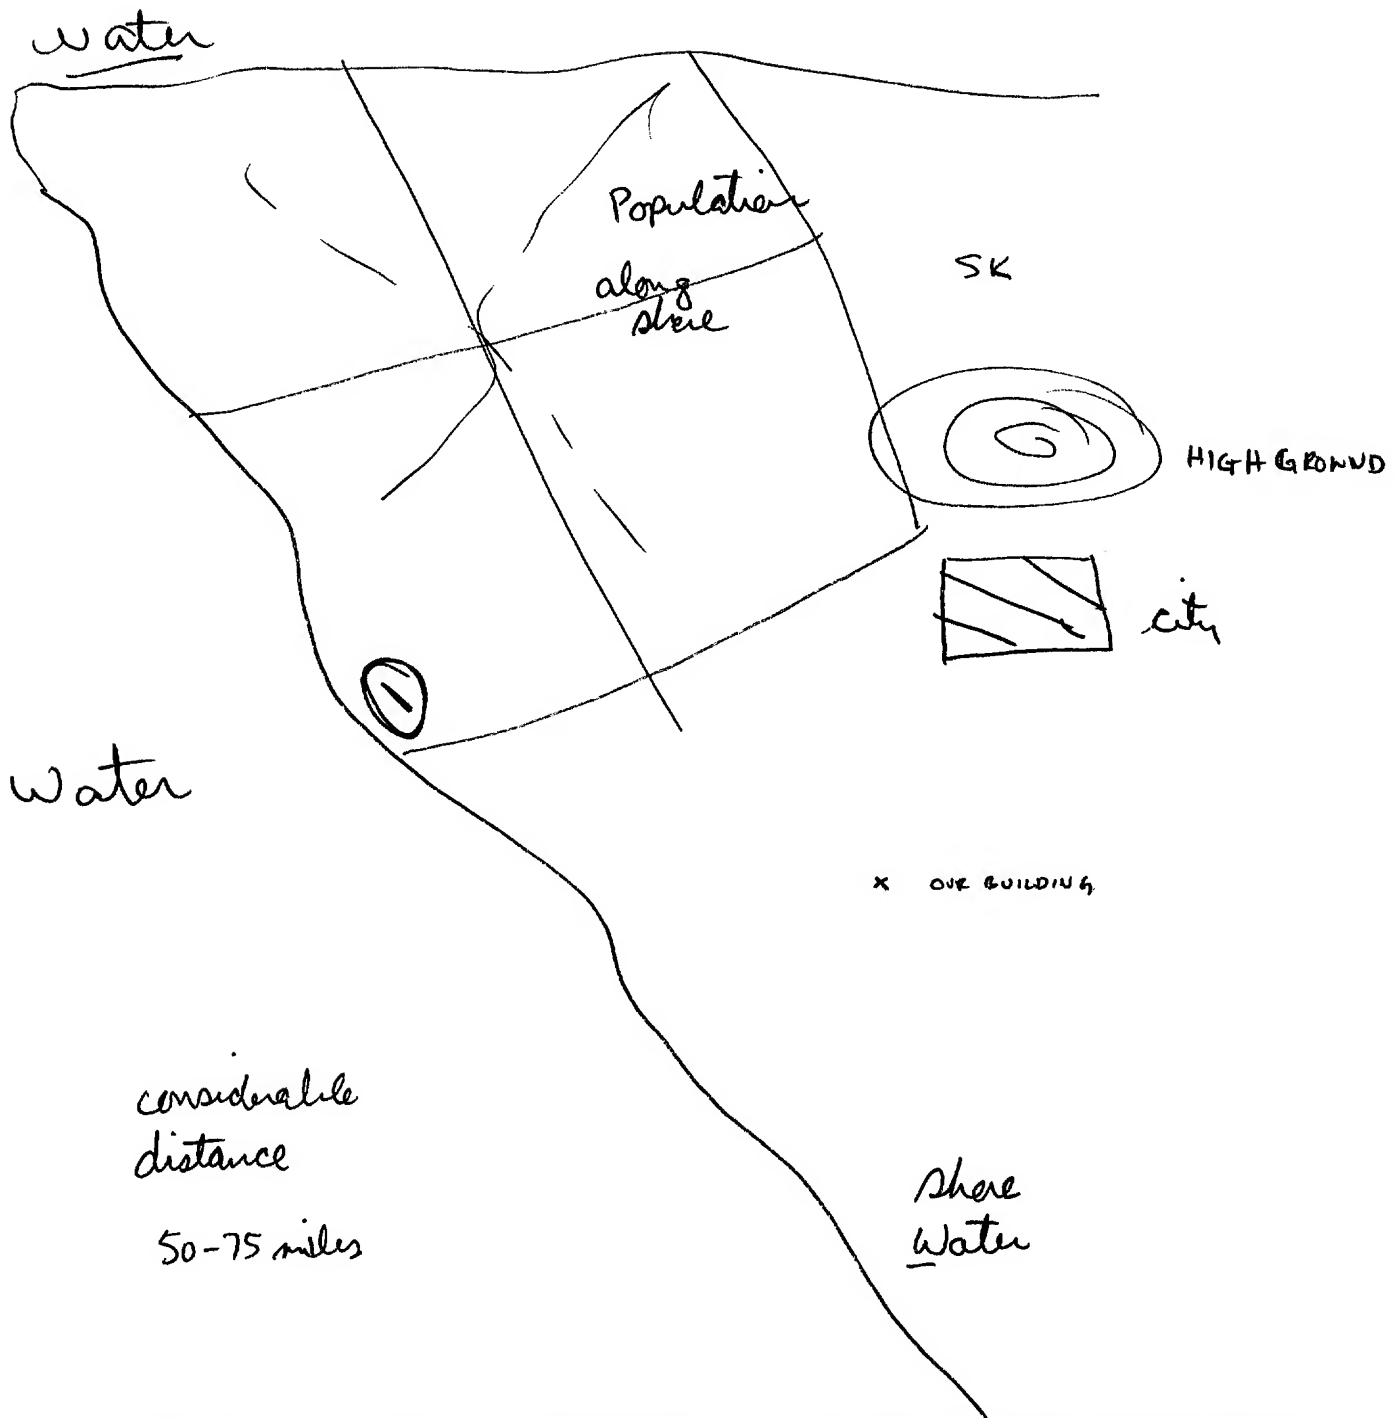 Water
Population
along
shore
SK
HIGH GROUND
city
Water
x OUR BUILDING
considerable
distance
50-75 miles
shore
Water